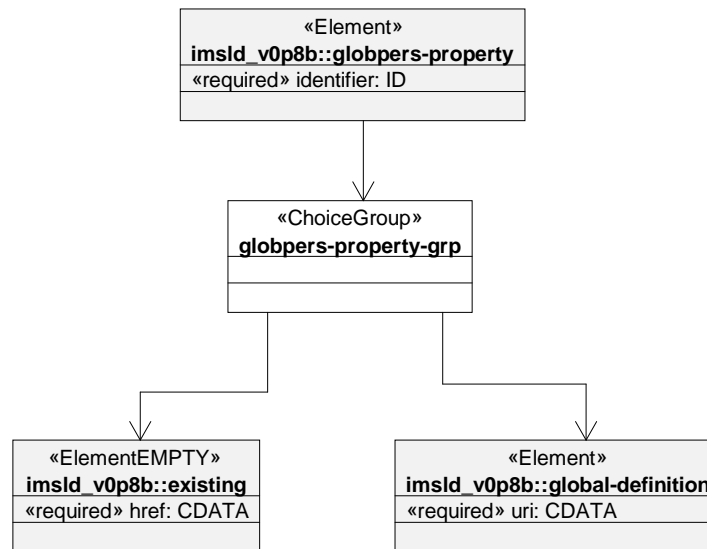 «Element»
imsld_v0p8b::globpers-property
«required» identifier: ID
«ChoiceGroup»
globpers-property-grp
«ElementEMPTY»
imsld_v0p8b::existing
«required» href: CDATA
«Element»
imsld_v0p8b::global-definition
«required» uri: CDATA